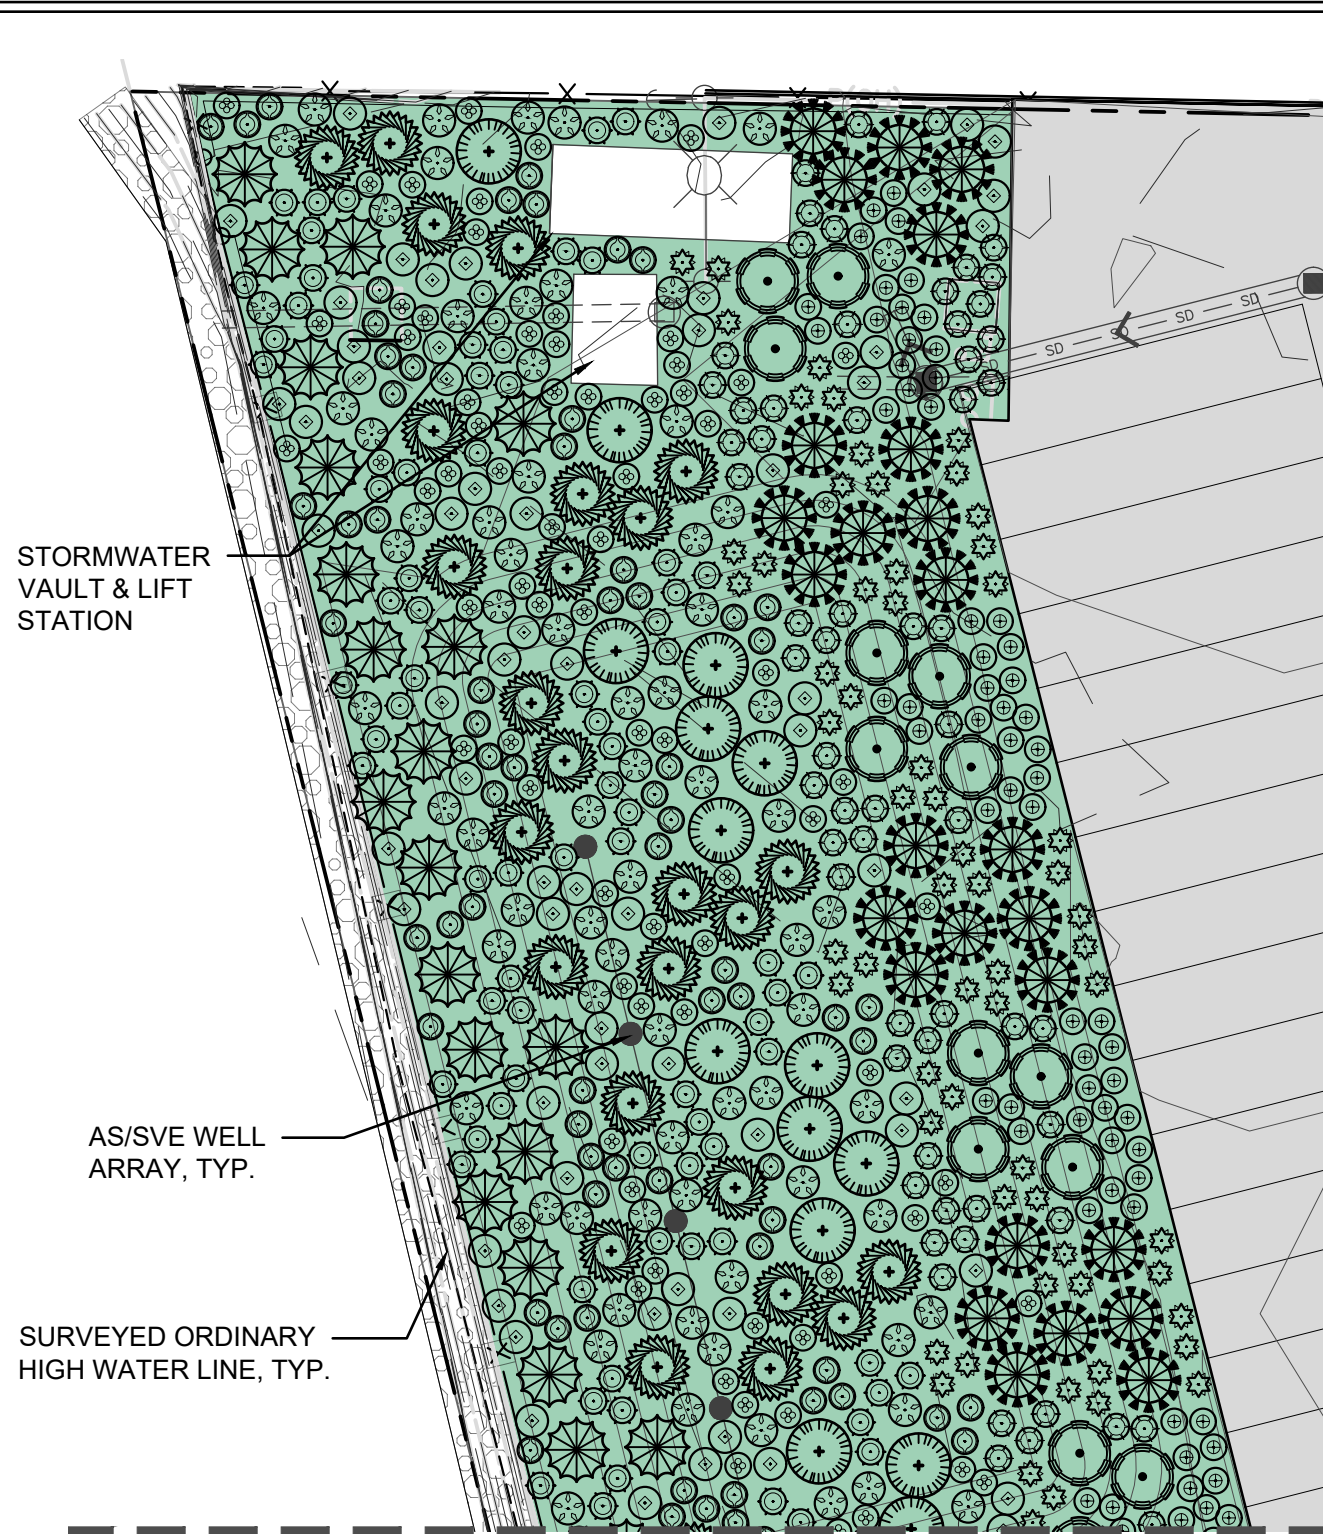 SD
SD
SD
SD
STORMWATER
VAULT & LIFT
STATION
AS/SVE WELL
ARRAY, TYP.
SURVEYED ORDINARY
HIGH WATER LINE, TYP.